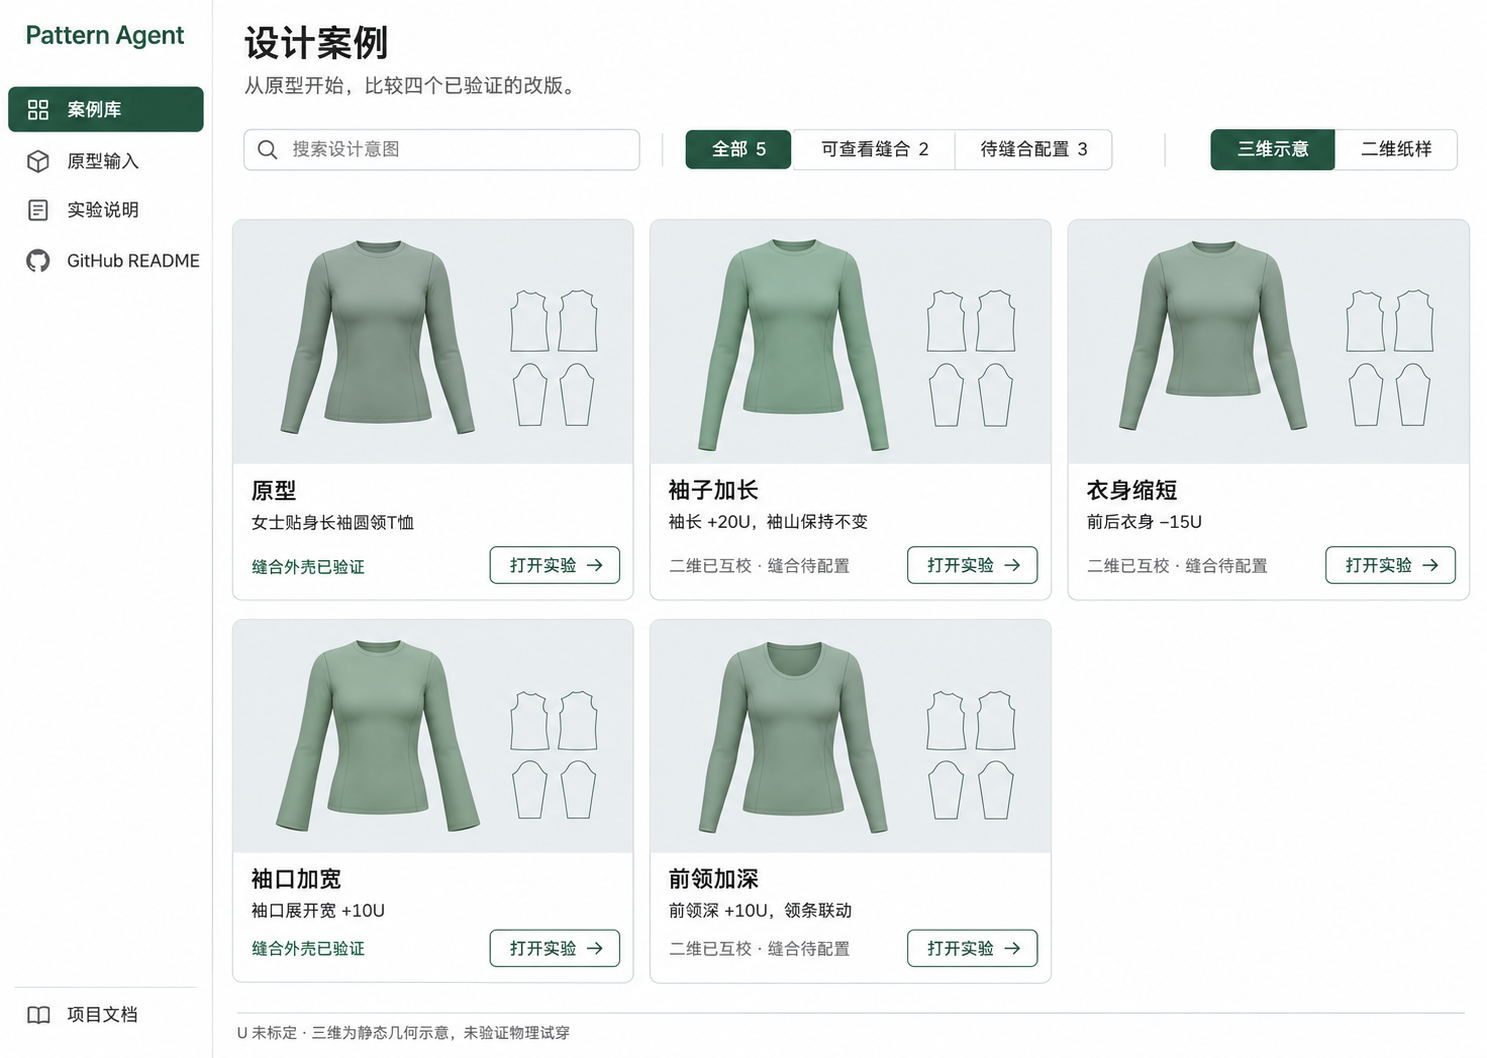 Pattern Agent
案例库
原型输入
实验说明
GitHub README
项目文档
设计案例
从原型开始，比较四个已验证的改版。
搜索设计意图
全部 5
可查看缝合 2
待缝合配置 3
三维示意
二维纸样
原型
女士贴身长袖圆领T恤
缝合外壳已验证
打开实验 →
袖子加长
袖长 +20U，袖山保持不变
二维已互校 · 缝合待配置
打开实验 →
衣身缩短
前后衣身 −15U
二维已互校 · 缝合待配置
打开实验 →
袖口加宽
袖口展开宽 +10U
缝合外壳已验证
打开实验 →
前领加深
前领深 +10U，领条联动
二维已互校 · 缝合待配置
打开实验 →
U 未标定 · 三维为静态几何示意，未验证物理试穿